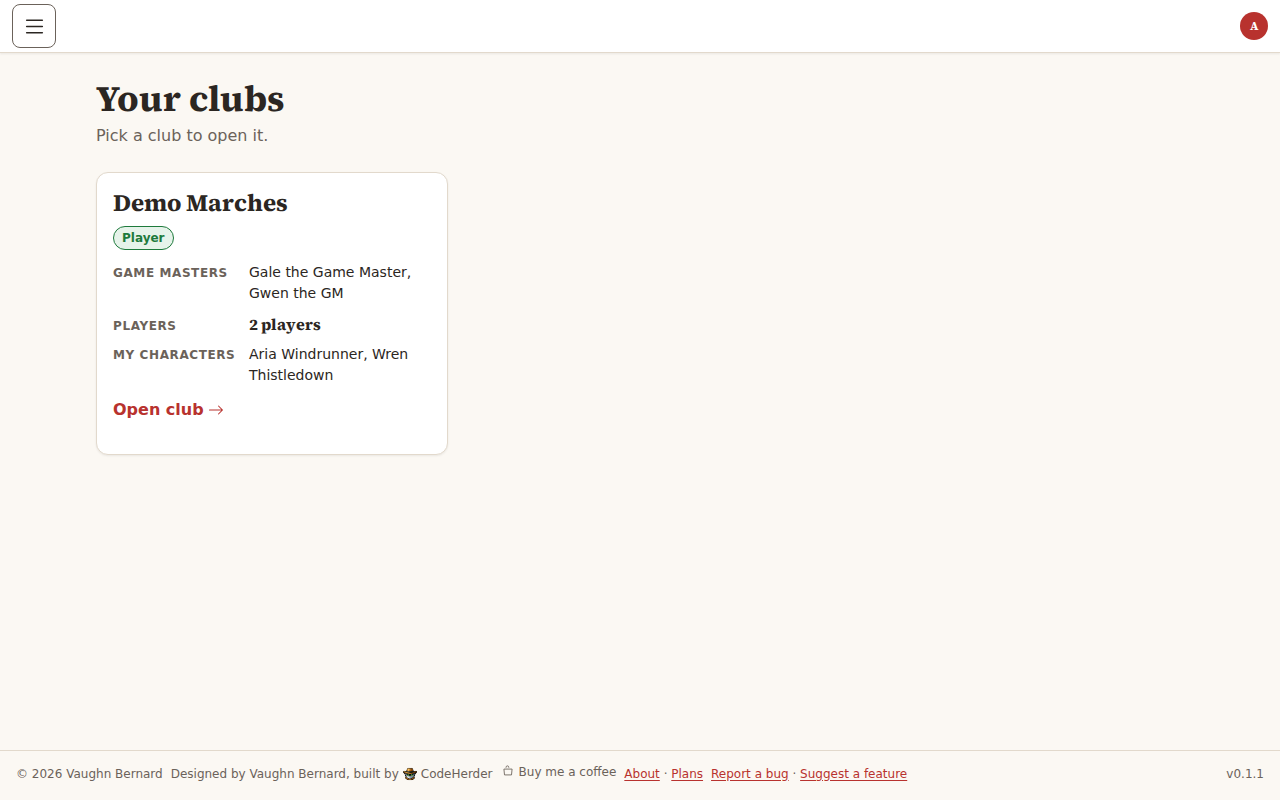 A
Your clubs
Pick a club to open it.
Demo Marches
Player
GAME MASTERS Gale the Game Master,
Gwen the GM
PLAYERS 2 players
MY CHARACTERS Aria Windrunner, Wren
Thistledown
Open club →
© 2026 Vaughn Bernard Designed by Vaughn Bernard, built by CodeHerder Buy me a coffee About · Plans Report a bug · Suggest a feature v0.1.1